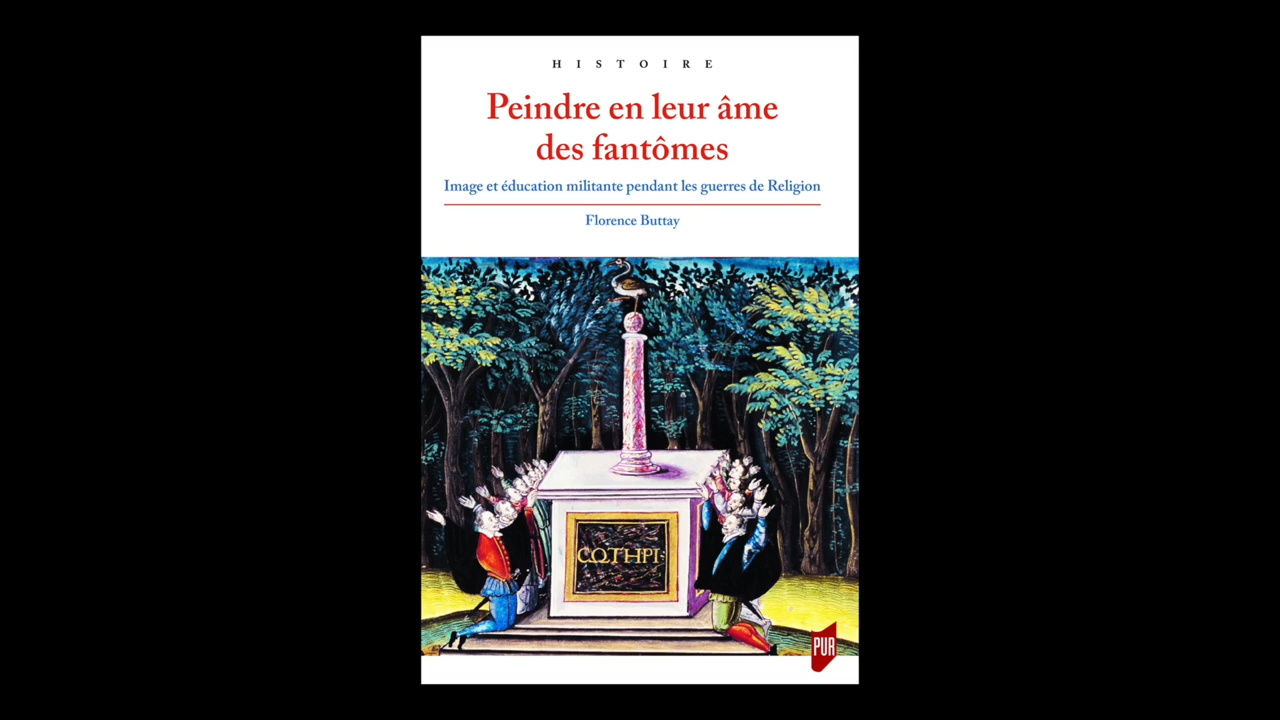 HISTOIRE
Peindre en leur âme
des fantômes
Image et éducation militante pendant les guerres de Religion
Florence Buttay
CΩTHPI
PUR